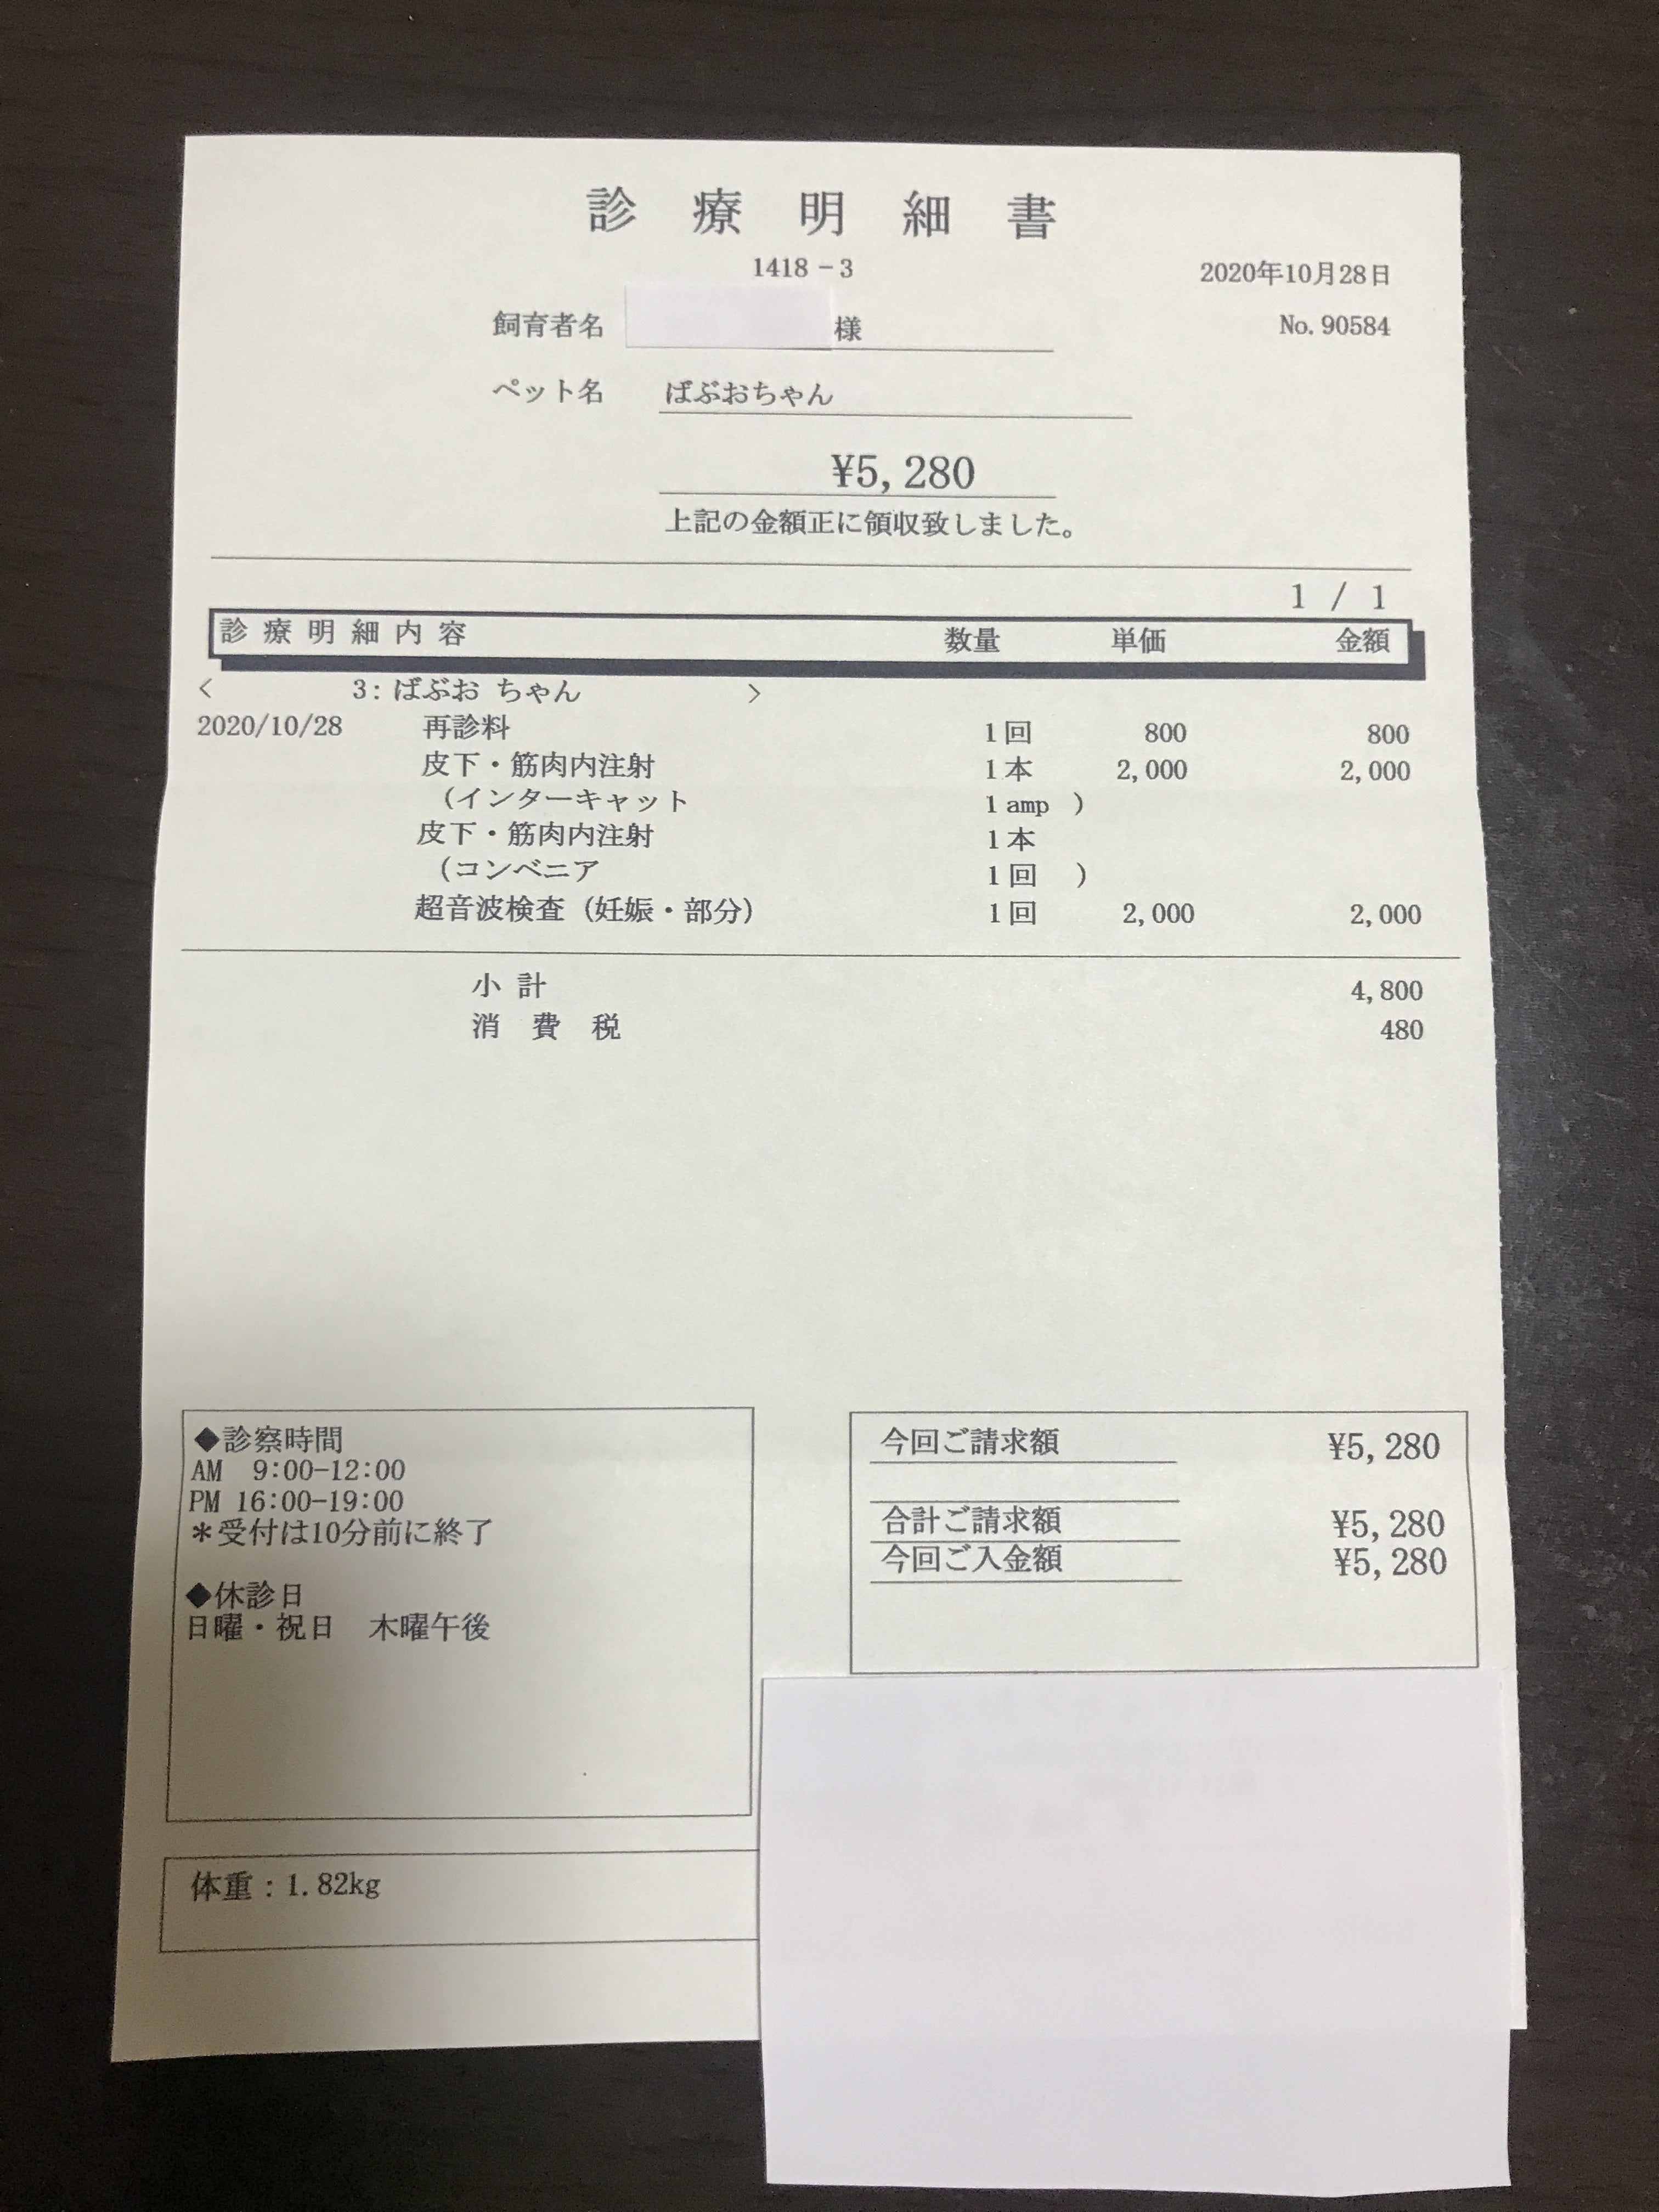 診療明細書
1418-3
2020年10月28日
飼育者名 様
No.90584
ペット名 ばぶおちゃん
¥5,280
上記の金額正に領収致しました。
1 / 1
診療明細内容 数量 単価 金額
< 3:ばぶお ちゃん >
2020/10/28 再診料 1回 800 800
皮下・筋肉内注射 1本 2,000 2,000
(インターキャット 1amp )
皮下・筋肉内注射 1本
(コンベニア 1回 )
超音波検査(妊娠・部分) 1回 2,000 2,000
小計 4,800
消費税 480
◆診察時間
AM 9:00-12:00
PM 16:00-19:00
*受付は10分前に終了
◆休診日
日曜・祝日 木曜午後
今回ご請求額 ¥5,280
合計ご請求額 ¥5,280
今回ご入金額 ¥5,280
体重:1.82kg